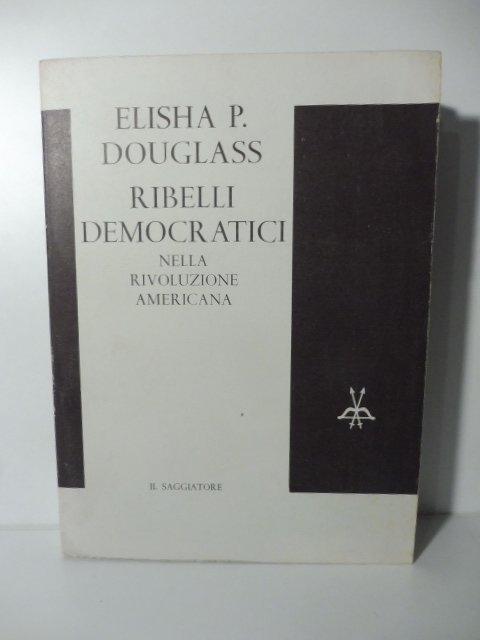 ELISHA P.
DOUGLASS
RIBELLI
DEMOCRATICI
NELLA
RIVOLUZIONE
AMERICANA
IL SAGGIATORE